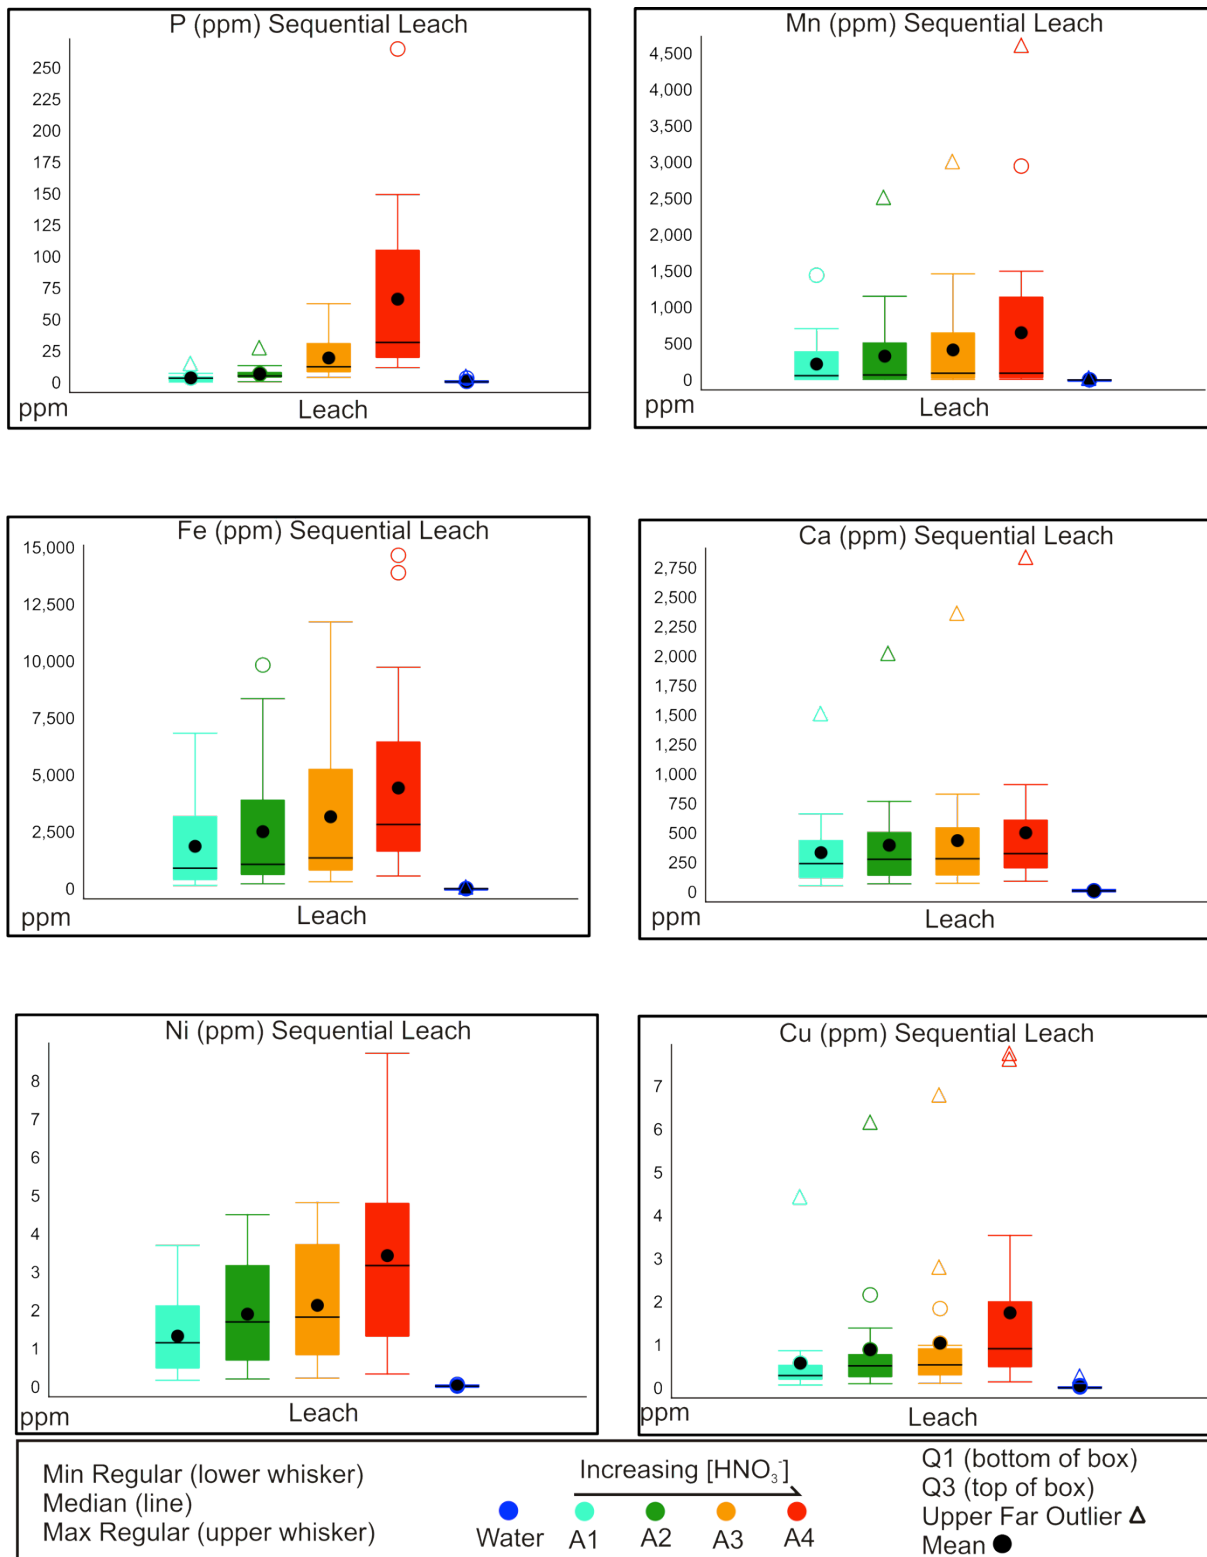 P (ppm) Sequential Leach
250
225
200
175
150
125
100
75
50
25
0
ppm
Leach
Mn (ppm) Sequential Leach
4,500
4,000
3,500
3,000
2,500
2,000
1,500
1,000
500
0
ppm
Leach
Fe (ppm) Sequential Leach
15,000
12,500
10,000
7,500
5,000
2,500
0
ppm
Leach
Ca (ppm) Sequential Leach
2,750
2,500
2,250
2,000
1,750
1,500
1,250
1,000
750
500
250
0
ppm
Leach
Ni (ppm) Sequential Leach
8
7
6
5
4
3
2
1
0
ppm
Leach
Cu (ppm) Sequential Leach
7
6
5
4
3
2
1
0
ppm
Leach
Min Regular (lower whisker)
Median (line)
Max Regular (upper whisker)
Increasing [HNO₃⁻]
Water A1 A2 A3 A4
Q1 (bottom of box)
Q3 (top of box)
Upper Far Outlier
Mean